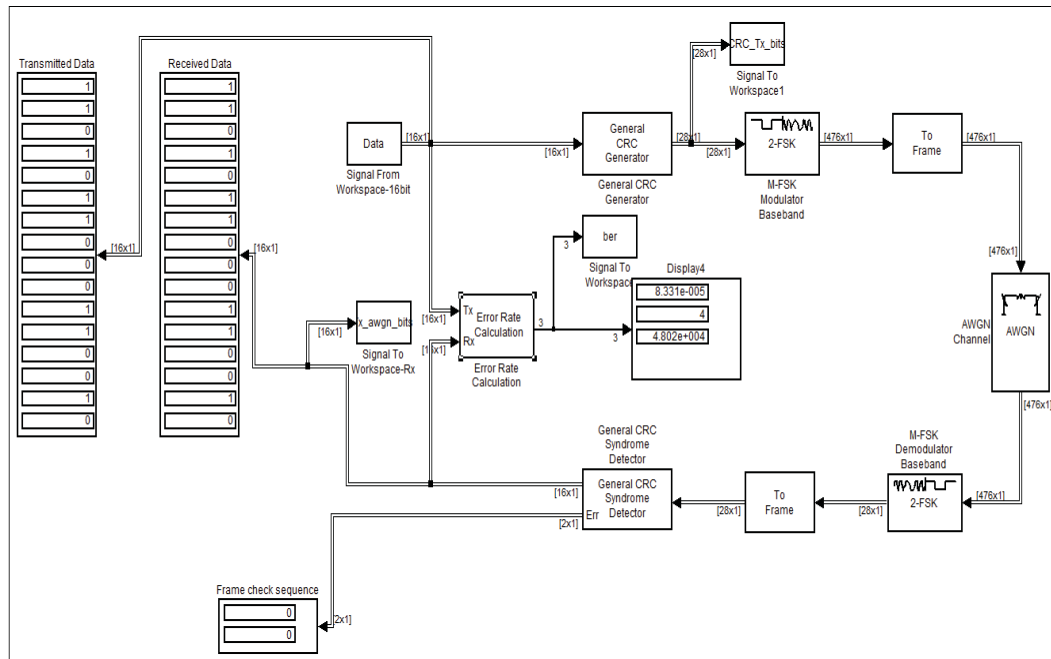 CRC_Tx_bits
[28x1]
Signal To
Workspace1
Transmitted Data
Received Data
1
1
0
1
0
1
1
0
0
0
1
1
0
0
1
0
1
1
0
1
0
1
1
0
0
0
1
1
0
0
1
0
[16x1]
[16x1]
Data
[16x1]
Signal From
Workspace-16bit
[16x1]
General
CRC
Generator
General CRC
Generator
[28x1]
[28x1]
2-FSK
M-FSK
Modulator
Baseband
[476x1]
To
Frame
[476x1]
[476x1]
AWGN
AWGN
Channel
[476x1]
ber
3
Signal To
Workspace
Display4
8.331e-005
4
4.802e+004
3
3
Tx
Rx
Error Rate
Calculation
Error Rate
Calculation
[16x1]
[16x1]
x_awgn_bits
[16x1]
Signal To
Workspace-Rx
General CRC
Syndrome
Detector
General CRC
Syndrome
Detector
Err
[16x1]
[2x1]
[28x1]
To
Frame
[28x1]
M-FSK
Demodulator
Baseband
2-FSK
[476x1]
Frame check sequence
0
0
[2x1]